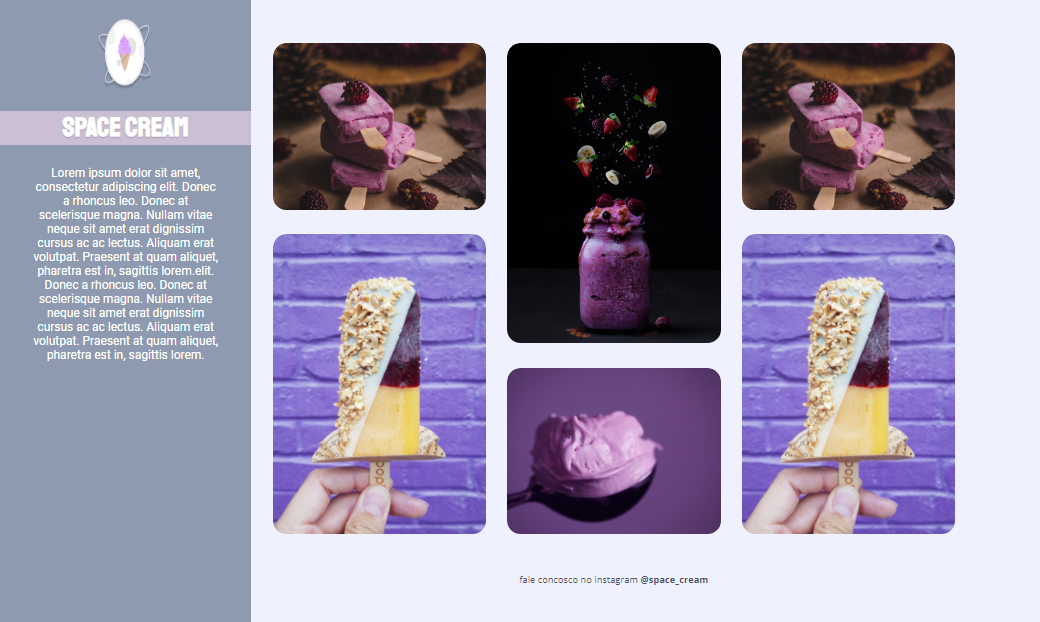 SPACE CREAM
Lorem ipsum dolor sit amet,
consectetur adipiscing elit. Donec
a rhoncus leo. Donec at
scelerisque magna. Nullam vitae
neque sit amet erat dignissim
cursus ac ac lectus. Aliquam erat
volutpat. Praesent at quam aliquet,
pharetra est in, sagittis lorem.elit.
Donec a rhoncus leo. Donec at
scelerisque magna. Nullam vitae
neque sit amet erat dignissim
cursus ac ac lectus. Aliquam erat
volutpat. Praesent at quam aliquet,
pharetra est in, sagittis lorem.
fale concosco no instagram @space_cream